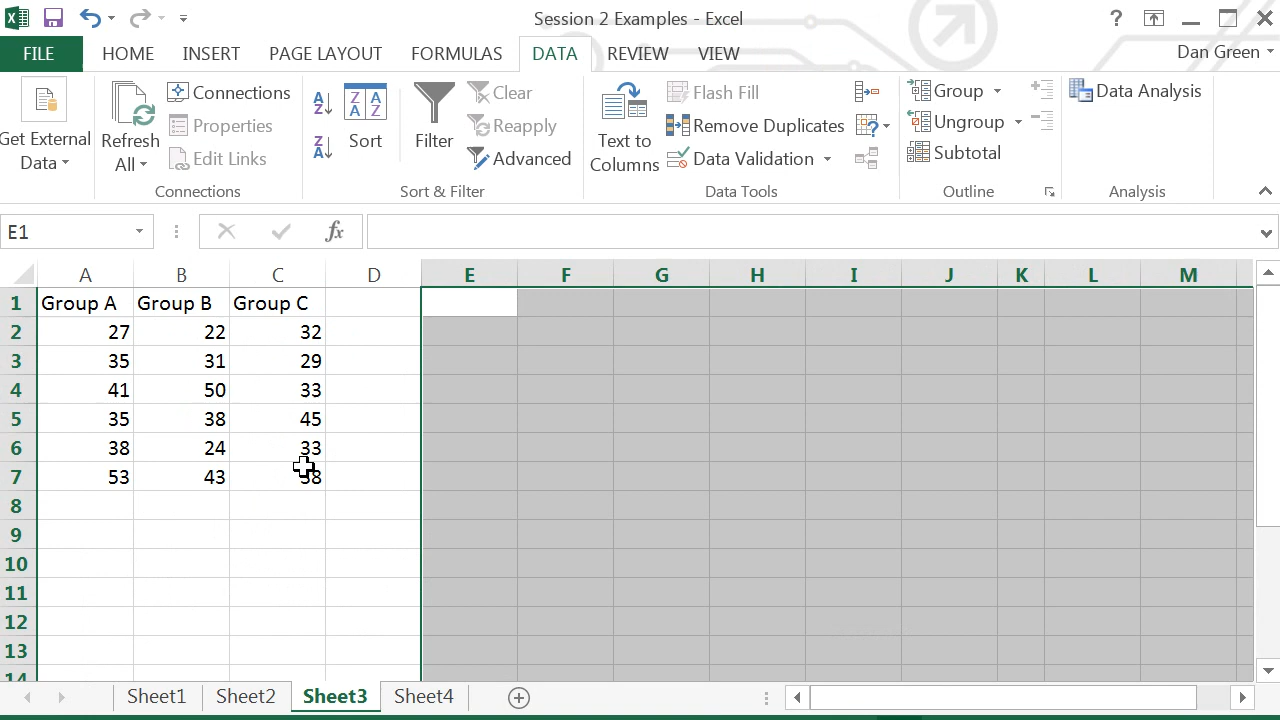 Session 2 Examples - Excel
?
FILE HOME INSERT PAGE LAYOUT FORMULAS DATA REVIEW VIEW Dan Green
Get External Data
Refresh All
Connections
Properties
Edit Links
Connections
Sort
Filter
Clear
Reapply
Advanced
Sort & Filter
Text to Columns
Flash Fill
Remove Duplicates
Data Validation
Data Tools
Group
Ungroup
Subtotal
Outline
Data Analysis
Analysis
E1 fx
A B C D E F G H I J K L M
1 Group A Group B Group C
2 27 22 32
3 35 31 29
4 41 50 33
5 35 38 45
6 38 24 33
7 53 43 38
8
9
10
11
12
13
14
Sheet1 Sheet2 Sheet3 Sheet4